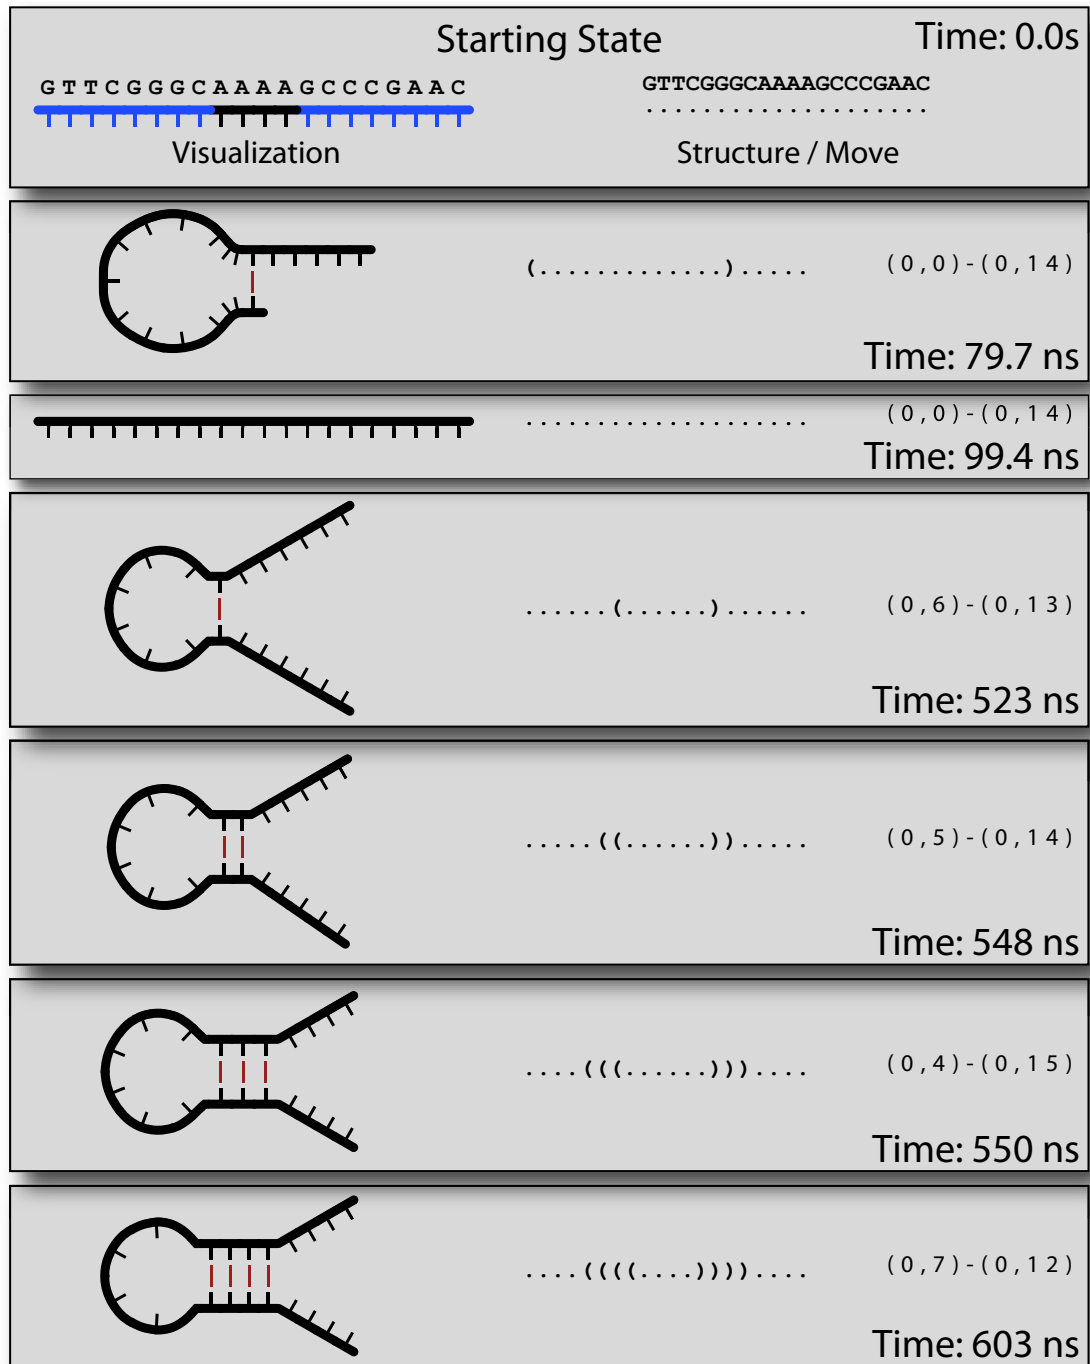 Starting State
Time: 0.0s
G T T C G G G C A A A A G C C C G A A C
GTTCGGGCAAAAGCCCGAAC
....................
Visualization
Structure / Move
(.............).....
(0,0)-(0,14)
Time: 79.7 ns
....................
(0,0)-(0,14)
Time: 99.4 ns
......(......)......
(0,6)-(0,13)
Time: 523 ns
.....((......)).....
(0,5)-(0,14)
Time: 548 ns
....(((......)))....
(0,4)-(0,15)
Time: 550 ns
....((((....))))....
(0,7)-(0,12)
Time: 603 ns